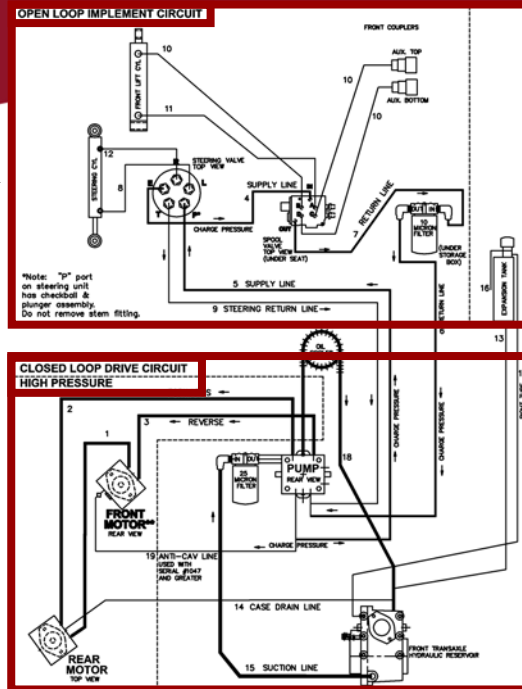 OPEN LOOP IMPLEMENT CIRCUIT
FRONT COUPLERS
AUX. TOP
AUX. BOTTOM
10
11
10
10
FRONT LIFT CYL
STEERING CYL
12
8
STEERING VALVE
TOP VIEW
R
L
E
T
P*
SUPPLY LINE
4
CHARGE PRESSURE
IN
OUT
SPOOL
VALVE
TOP VIEW
(UNDER SEAT)
RETURN LINE
7
OUT IN
10
MICRON
FILTER
(UNDER
STORAGE
BOX)
EXPANSION TANK
16
13
*Note: "P" port
on steering unit
has checkball &
plunger assembly.
Do not remove stem fitting.
5 SUPPLY LINE
9 STEERING RETURN LINE
CLOSED LOOP DRIVE CIRCUIT
HIGH PRESSURE
OIL
2
3
REVERSE
1
IN OUT
25
MICRON
FILTER
PUMP
REAR VIEW
18
CHARGE PRESSURE
CHARGE PRESSURE
FRONT
MOTOR**
REAR VIEW
19 ANTI-CAV LINE
USED WITH
SERIAL #1047
AND GREATER
CHARGE PRESSURE
14 CASE DRAIN LINE
REAR
MOTOR
TOP VIEW
15 SUCTION LINE
FRONT TRANSAXLE
HYDRAULIC RESERVOIR